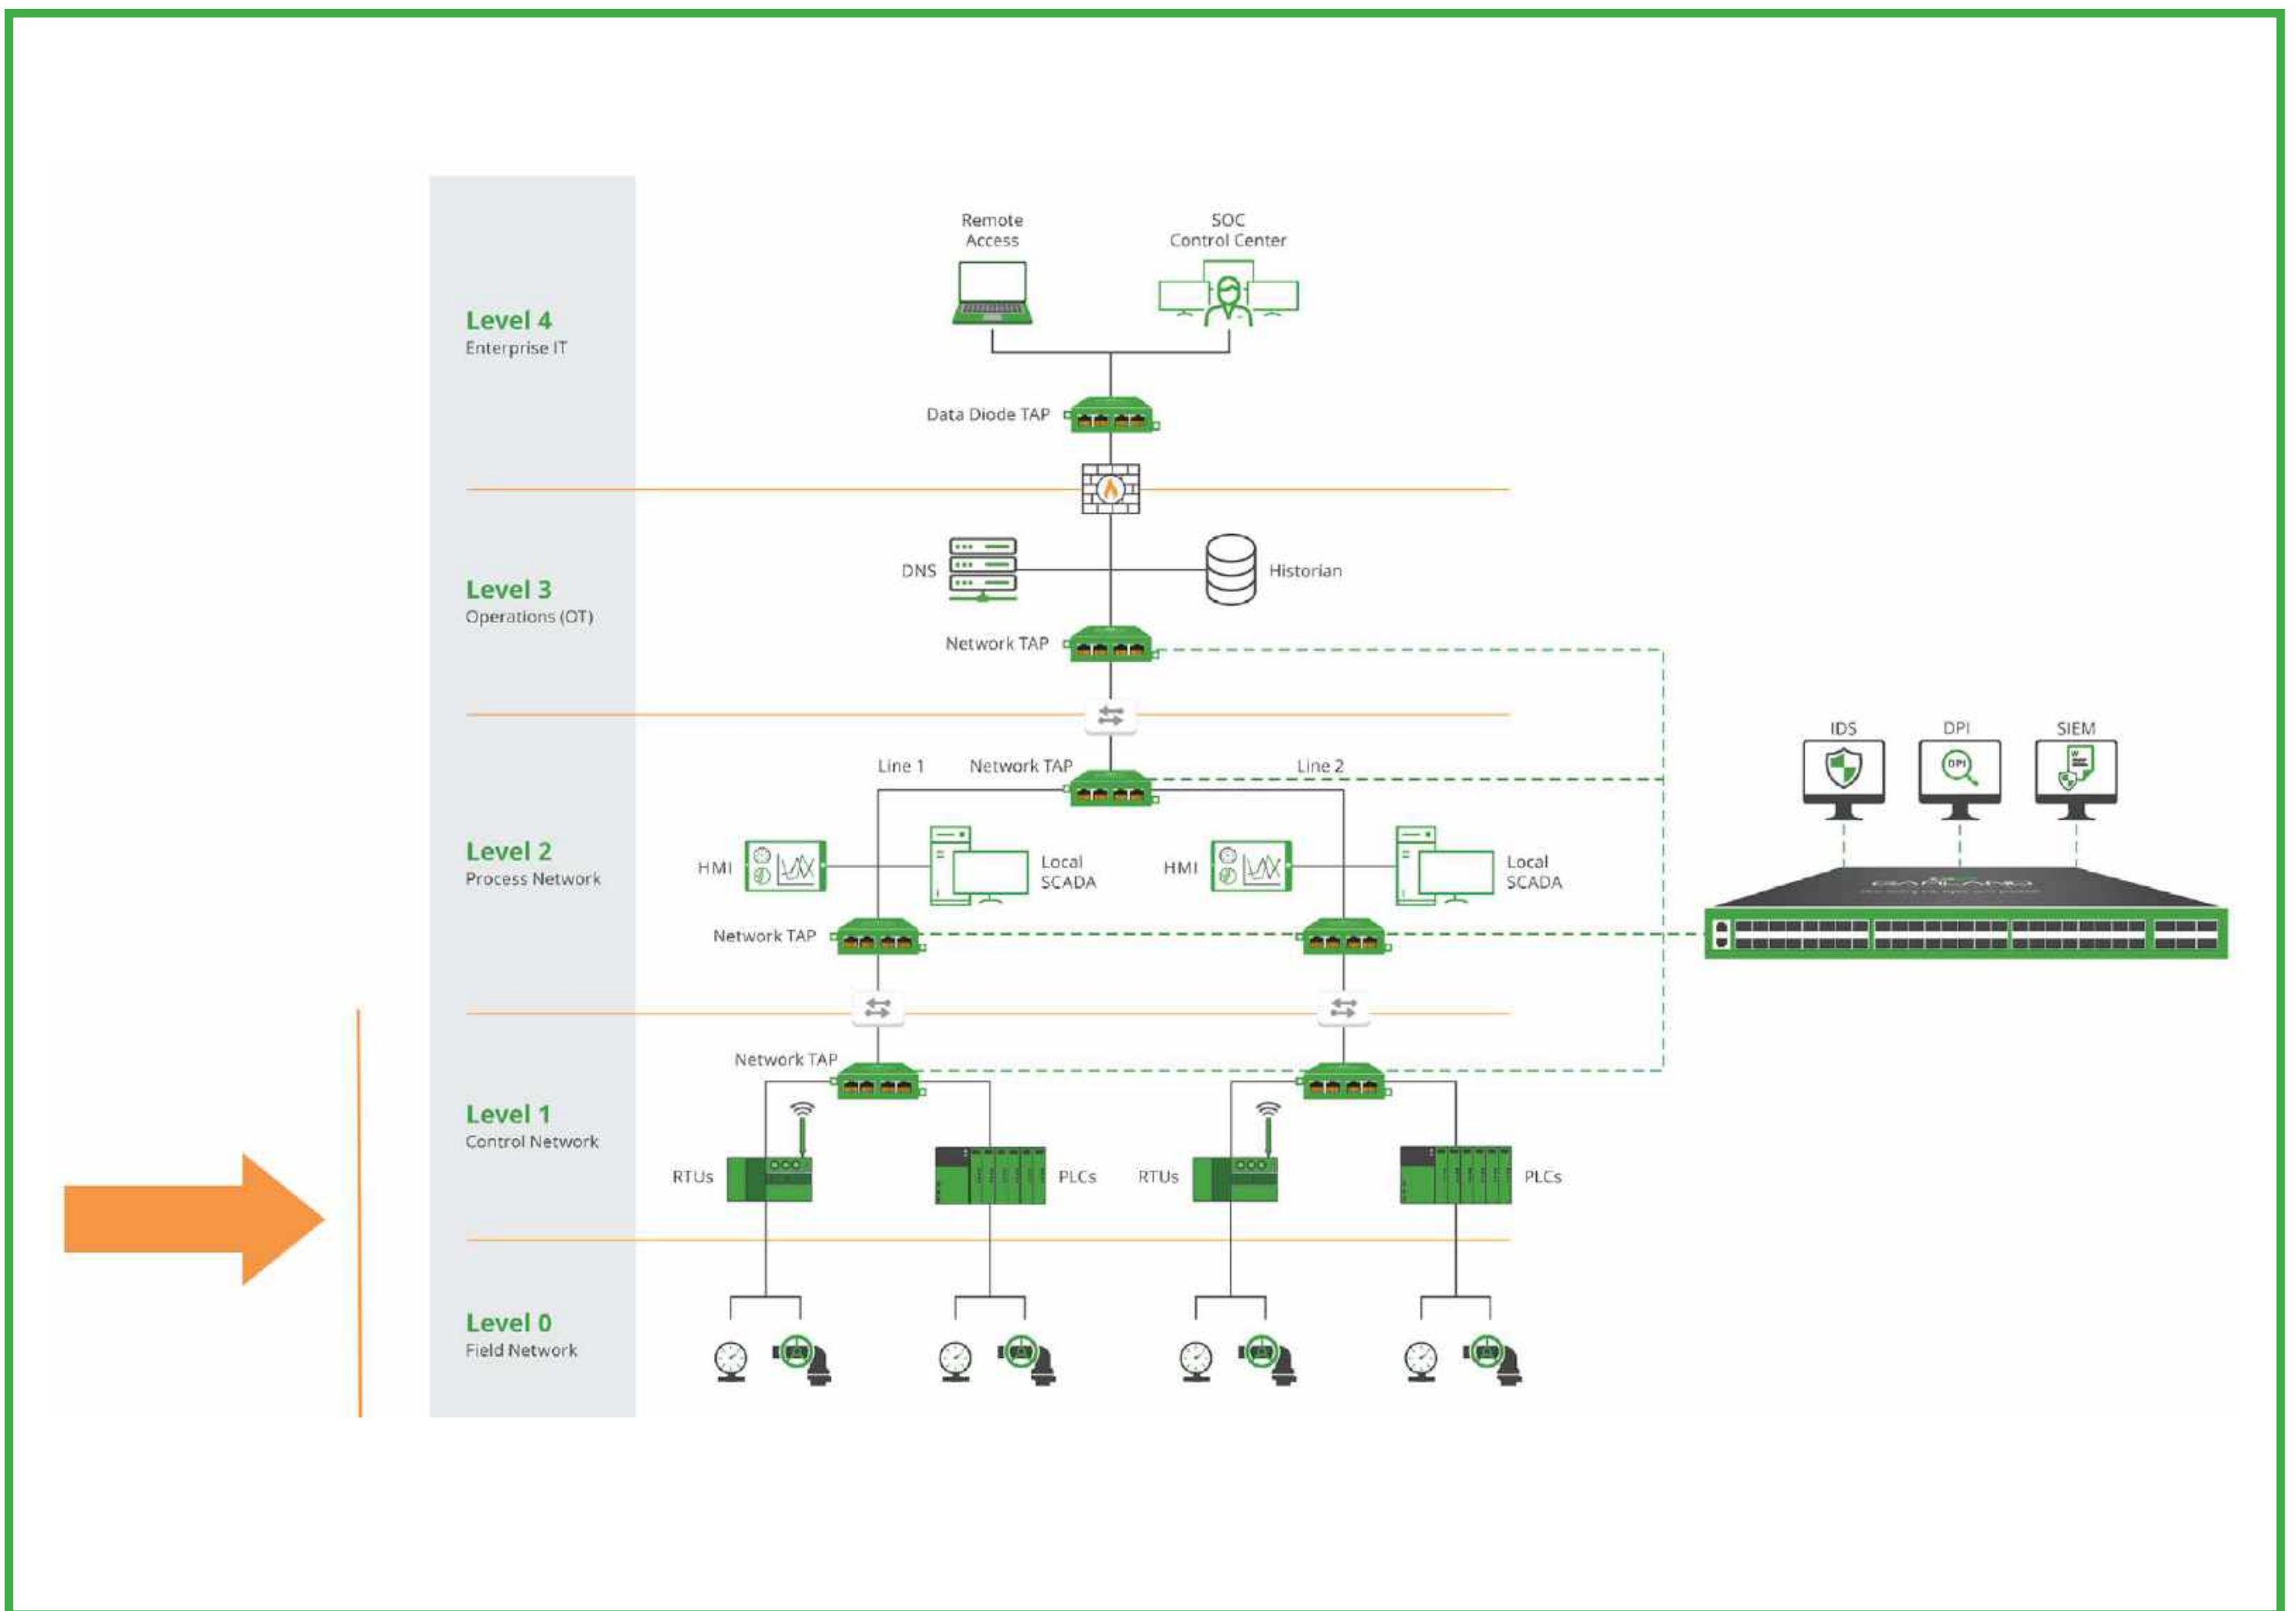 Remote
Access
SOC
Control Center
Level 4
Enterprise IT
Data Diode TAP
DNS
Historian
Level 3
Operations (OT)
Network TAP
IDS
DPI
SIEM
DPI
Line 1
Network TAP
Line 2
Level 2
Process Network
HMI
Local
SCADA
HMI
Local
SCADA
Network TAP
Network TAP
Level 1
Control Network
RTUs
PLCs
RTUs
PLCs
Level 0
Field Network